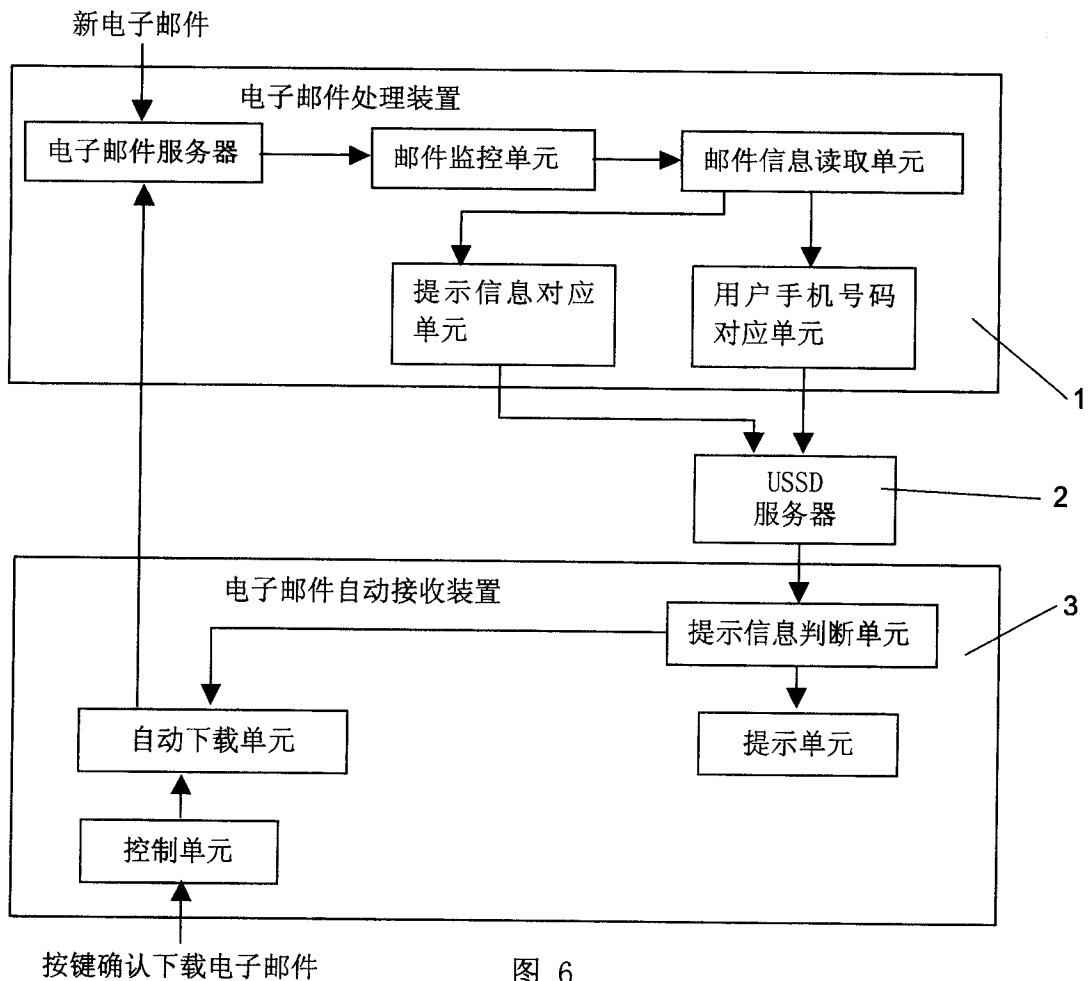 新电子邮件
电子邮件处理装置
电子邮件服务器
邮件监控单元
邮件信息读取单元
提示信息对应
单元
用户手机号码
对应单元
1
USSD
服务器
2
电子邮件自动接收装置
3
提示信息判断单元
自动下载单元
提示单元
控制单元
按键确认下载电子邮件
图 6